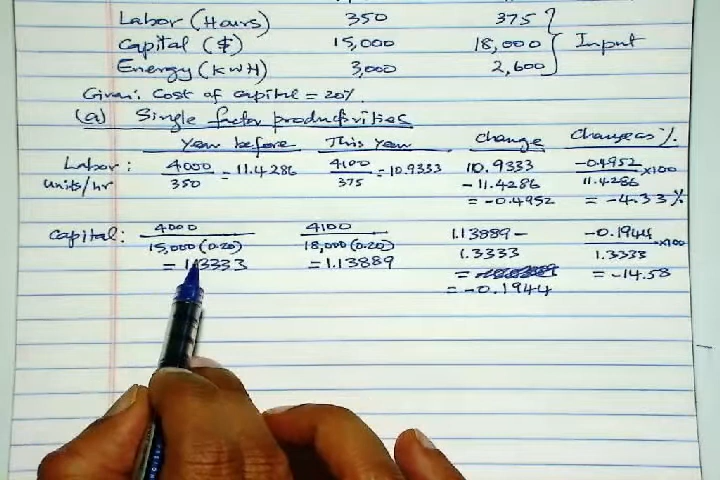 Labor (Hours) 350 375
Capital ($) 15,000 18,000 Input
Energy (KWH) 3,000 2,600
Given: Cost of capital = 20%
(a) Single factor productivities
Year before This Year Change Change as %
Labor: 4000/350 = 11.4286 4100/375 = 10.9333 10.9333 -0.4952/11.4286 x100
units/hr - 11.4286 = -4.33%
= -0.4952
Capital: 4000/15,000(0.20) 4100/18,000(0.20) 1.13889 - -0.1944/1.3333 x100
= 1.3333 = 1.13889 1.3333 = -14.58
= -0.1944